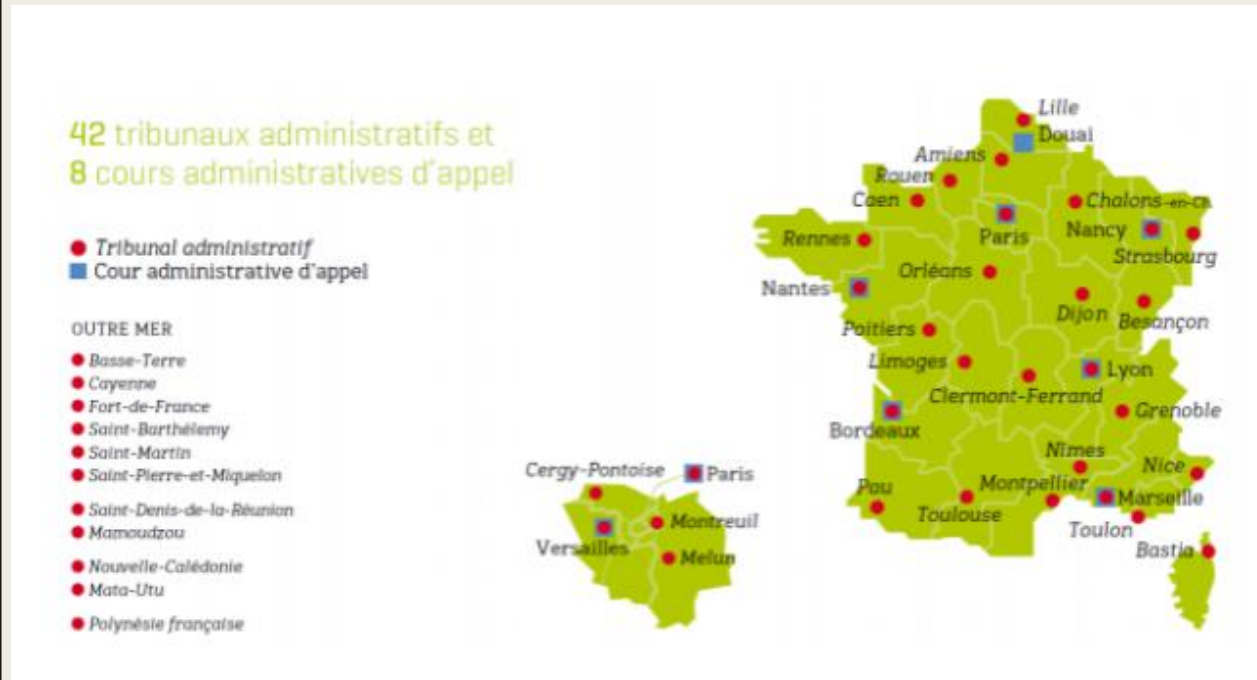 42 tribunaux administratifs et
8 cours administratives d'appel
Tribunal administratif
Cour administrative d'appel
OUTRE MER
Basse-Terre
Cayenne
Fort-de-France
Saint-Barthélemy
Saint-Martin
Saint-Pierre-et-Miquelon
Saint-Denis-de-la-Réunion
Mamoudzou
Nouvelle-Calédonie
Mata-Utu
Polynésie française
Cergy-Pontoise
Paris
Montreuil
Versailles
Melun
Lille
Douai
Amiens
Rouen
Caen
Chalons-en-Ch.
Rennes
Paris
Nancy
Strasbourg
Orléans
Nantes
Dijon
Besançon
Poitiers
Limoges
Lyon
Clermont-Ferrand
Grenoble
Bordeaux
Nîmes
Nice
Pau
Montpellier
Marseille
Toulouse
Toulon
Bastia